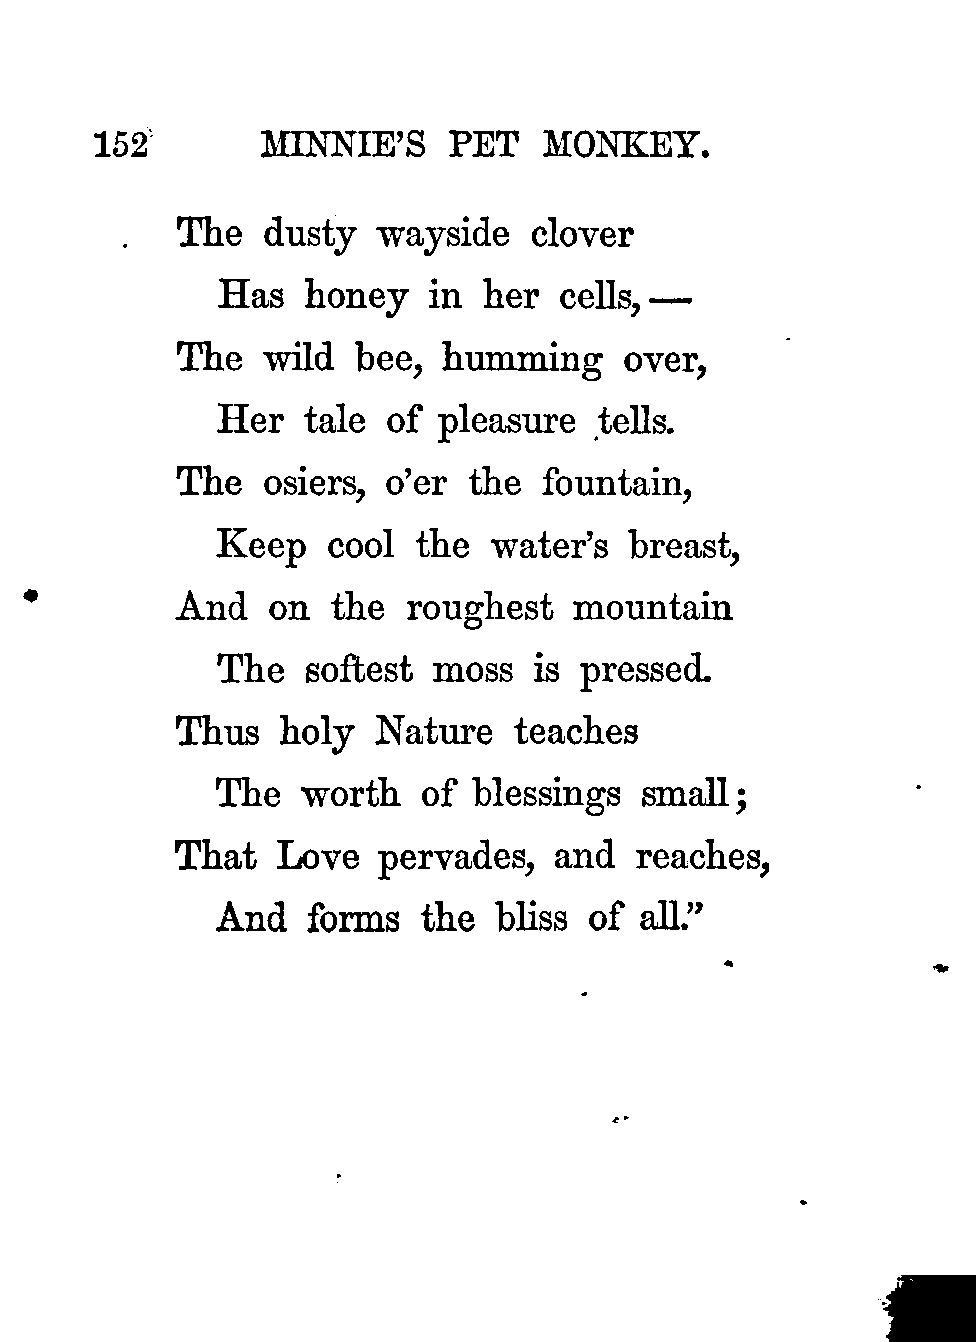 152 MINNIE'S PET MONKEY.
The dusty wayside clover
Has honey in her cells,—
The wild bee, humming over,
Her tale of pleasure tells.
The osiers, o'er the fountain,
Keep cool the water's breast,
And on the roughest mountain
The softest moss is pressed.
Thus holy Nature teaches
The worth of blessings small;
That Love pervades, and reaches,
And forms the bliss of all."